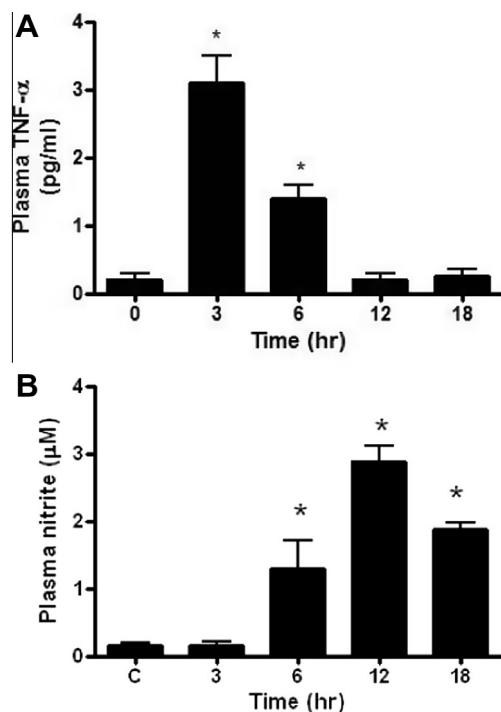 A
Plasma TNF-α
(pg/ml)
4
3
2
1
0
*
*
0 3 6 12 18
Time (hr)
B
Plasma nitrite (μM)
4
3
2
1
0
*
*
*
C 3 6 12 18
Time (hr)